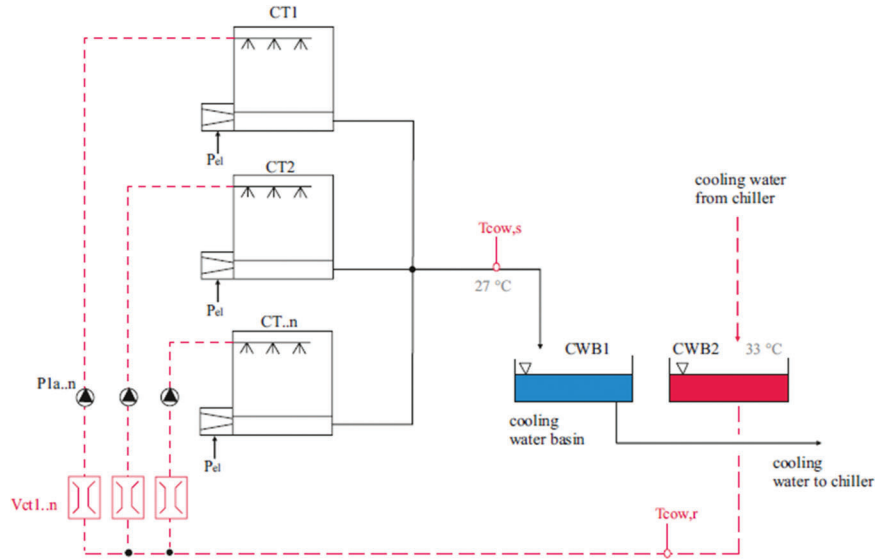 CT1
Pel
CT2
Pel
cooling water
from chiller
Tcow,s
27 °C
CT..n
CWB1
CWB2
33 °C
P1a..n
cooling
water basin
Pel
cooling
water to chiller
Vct1..n
Tcow,r